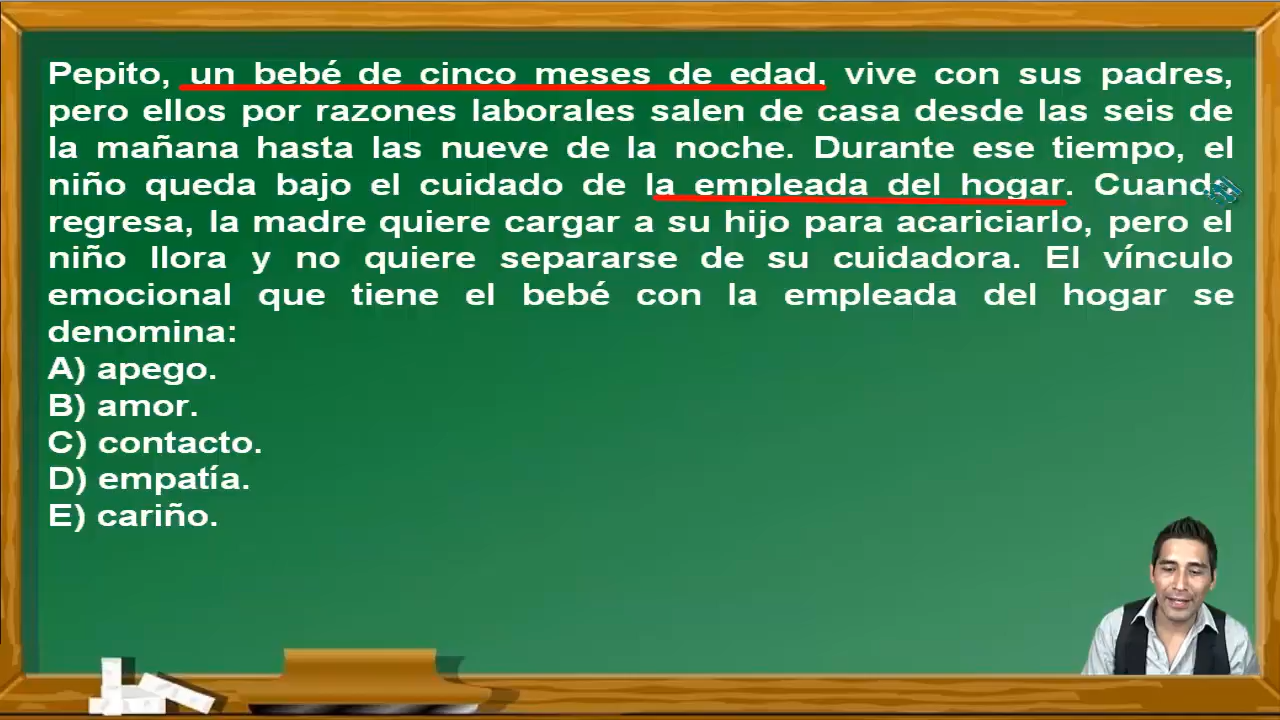 Pepito, un bebé de cinco meses de edad, vive con sus padres,
pero ellos por razones laborales salen de casa desde las seis de
la mañana hasta las nueve de la noche. Durante ese tiempo, el
niño queda bajo el cuidado de la empleada del hogar. Cuando
regresa, la madre quiere cargar a su hijo para acariciarlo, pero el
niño llora y no quiere separarse de su cuidadora. El vínculo
emocional que tiene el bebé con la empleada del hogar se
denomina:
A) apego.
B) amor.
C) contacto.
D) empatía.
E) cariño.